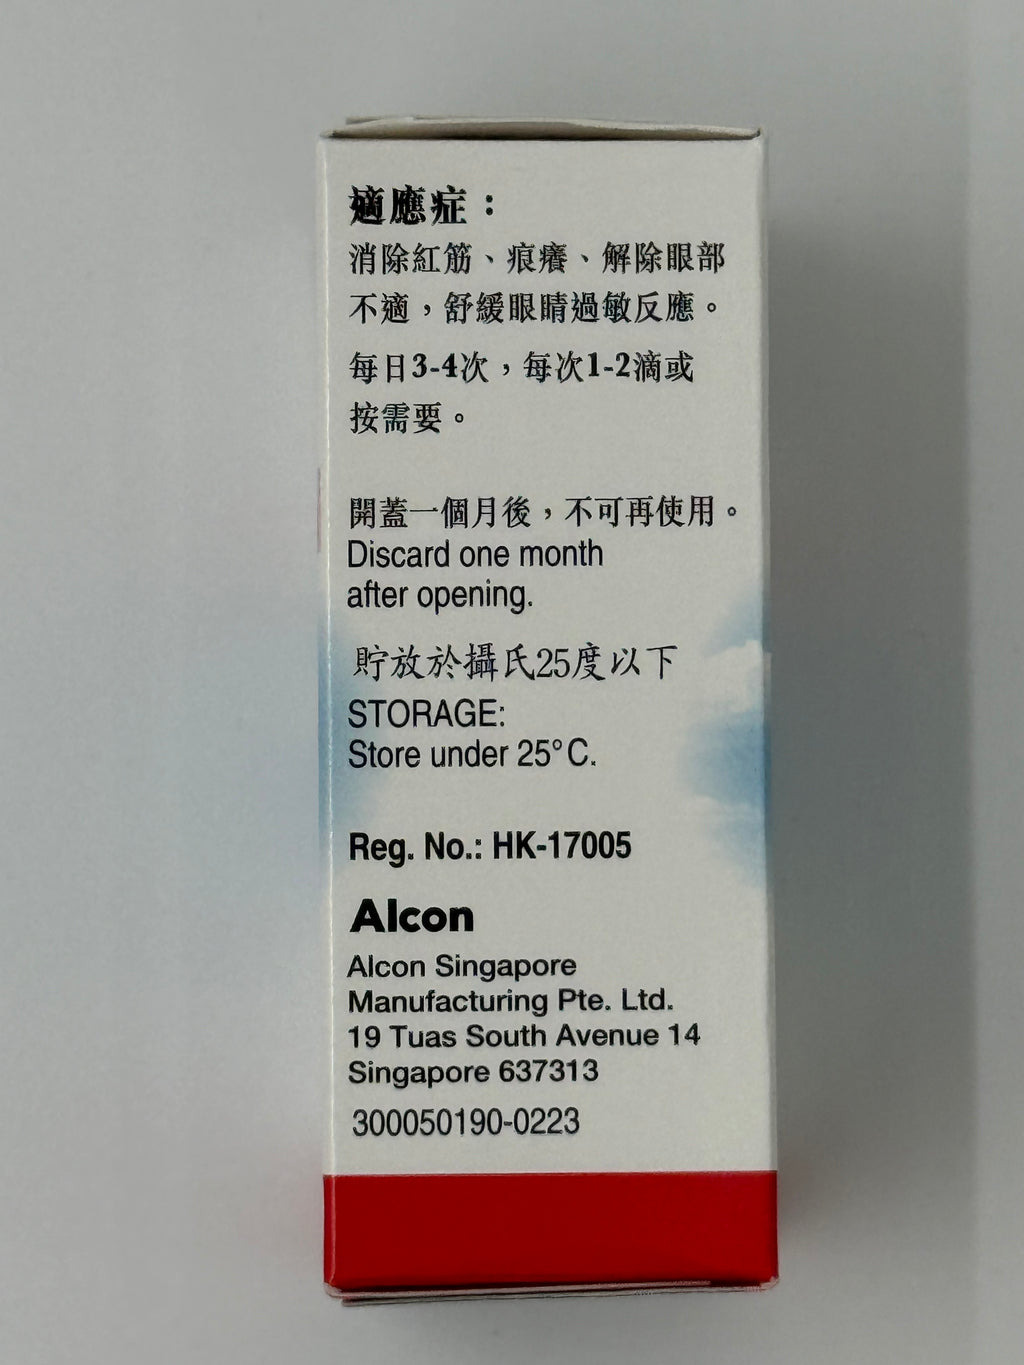 適應症：
消除紅筋、痕癢、解除眼部
不適，舒緩眼睛過敏反應。
每日3-4次，每次1-2滴或
按需要。
開蓋一個月後，不可再使用。
Discard one month
after opening.
貯放於攝氏25度以下
STORAGE:
Store under 25°C.
Reg. No.: HK-17005
Alcon
Alcon Singapore
Manufacturing Pte. Ltd.
19 Tuas South Avenue 14
Singapore 637313
300050190-0223